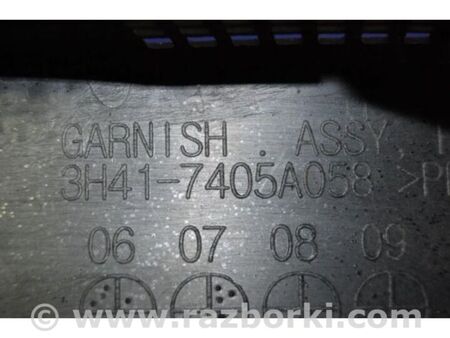 GARNISH . ASSY,
3H41-7405A058 >P
06 07 08 09
© www.razborki.com